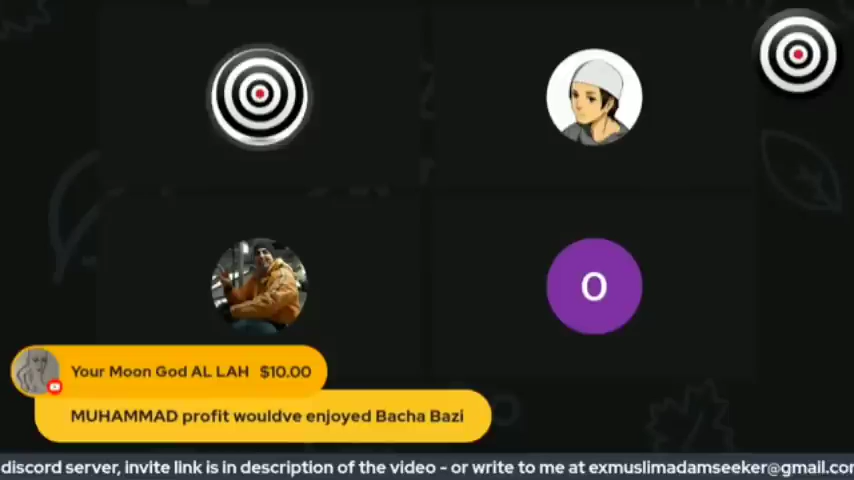 O
Your Moon God AL LAH $10.00
MUHAMMAD profit wouldve enjoyed Bacha Bazi
discord server, invite link is in description of the video - or write to me at exmuslimadamseeker@gmail.com